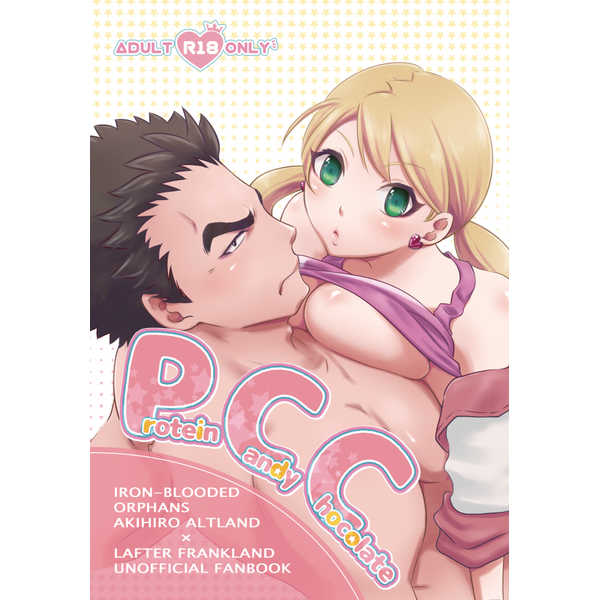 ADULT R18 ONLY
Protein
Candy
Chocolate
IRON-BLOODED
ORPHANS
AKIHIRO ALTLAND
×
LAFTER FRANKLAND
UNOFFICIAL FANBOOK